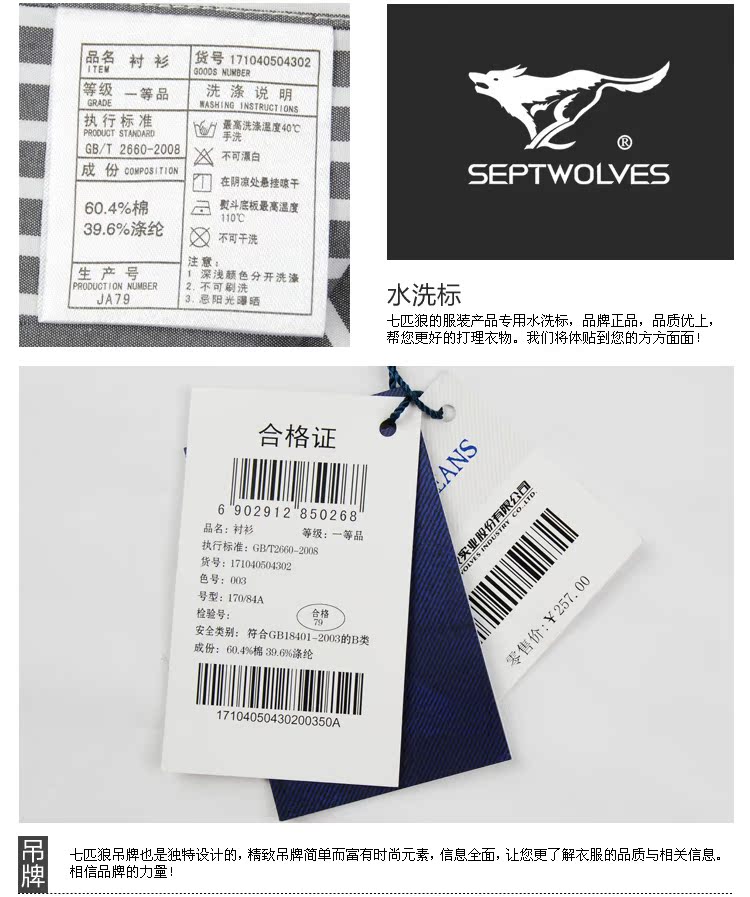 品名 衬衫
ITEM
货号 171040504302
GOODS NUMBER
等级 一等品
GRADE
洗涤说明
WASHING INSTRUCTIONS
执行标准
PRODUCT STANDARD
GB/T 2660-2008
最高洗涤温度40℃
手洗
不可漂白
成份 COMPOSITION
在阴凉处悬挂晾干
60.4%棉
39.6%涤纶
熨斗底板最高温度
110℃
不可干洗
生产号
PRODUCTION NUMBER
JA79
注意:
1 深浅颜色分开洗涤
2. 不可刷洗
3. 忌阳光曝晒
SEPTWOLVES
®
水洗标
七匹狼的服装产品专用水洗标,品牌正品,品质优上,
帮您更好的打理衣物。我们将体贴到您的方方面面!
合格证
6 902912 850268
品名: 衬衫 等级: 一等品
执行标准: GB/T2660-2008
货号: 171040504302
色号: 003
号型: 170/84A
检验号:
合格
79
安全类别: 符合GB18401-2003的B类
成份: 60.4%棉 39.6%涤纶
17104050430200350A
EANS
实业股份有限公司
OLVES INDUSTRY CO.,LTD.
零售价:¥257.00
吊牌
七匹狼吊牌也是独特设计的,精致吊牌简单而富有时尚元素,信息全面,让您更了解衣服的品质与相关信息。
相信品牌的力量!